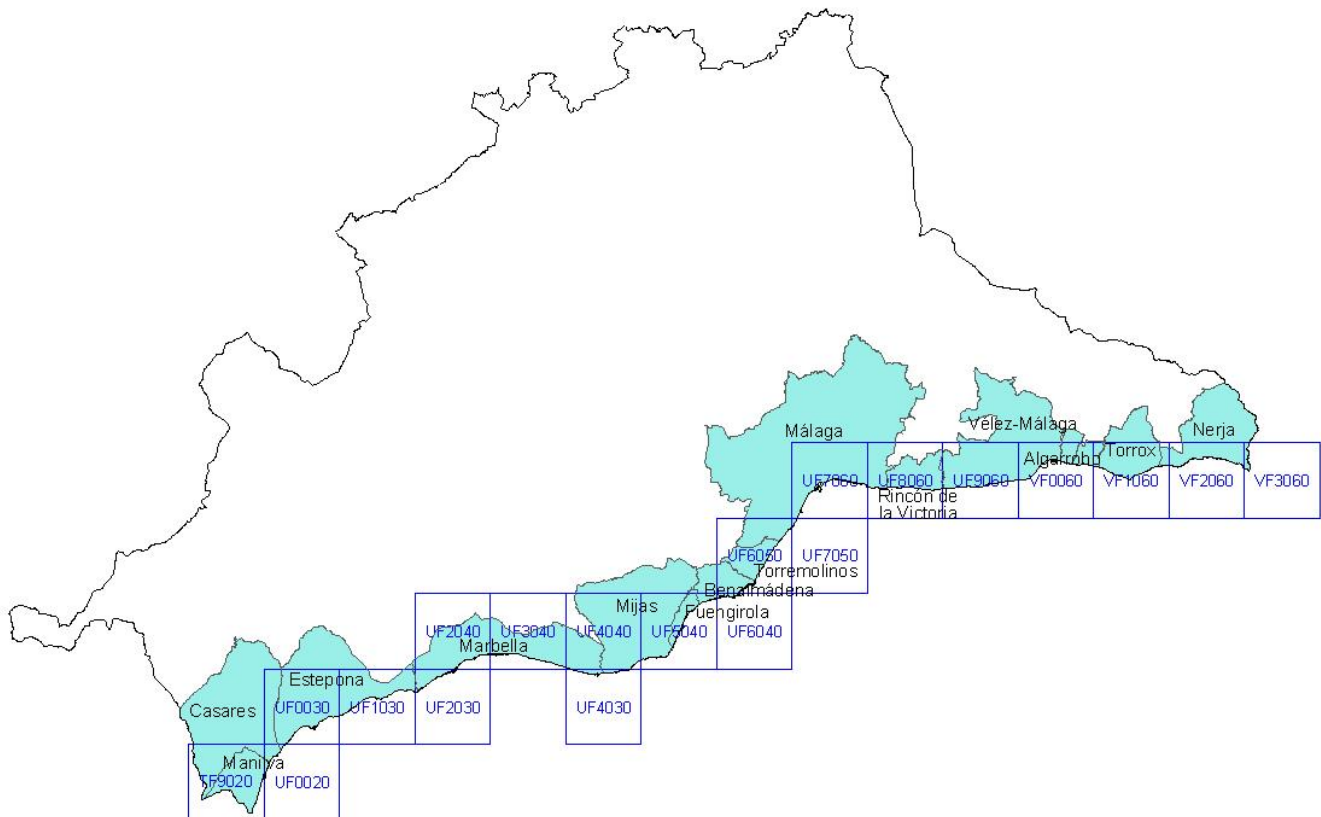 Vélez-Málaga
Málaga
Nerja
Torrox
Algarrobo
UF7060
UF8060
UF9060
VF0060
VF1060
VF2060
VF3060
Rincón de
la Victoria
UF6050
UF7050
Torremolinos
Benalmádena
Mijas
Fuengirola
UF2040
UF3040
UF4040
UF5040
UF6040
Marbella
Estepona
Casares
UF0030
UF1030
UF2030
UF4030
Manilva
TF9020
UF0020